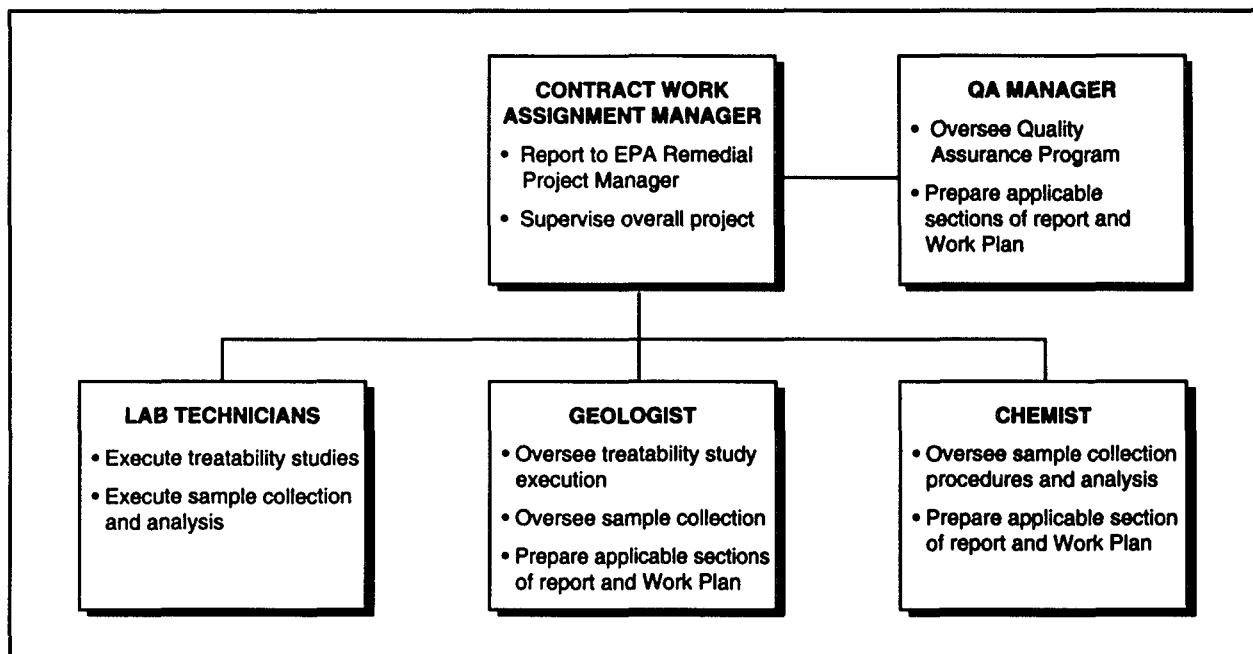 CONTRACT WORK
ASSIGNMENT MANAGER
• Report to EPA Remedial
Project Manager
• Supervise overall project
QA MANAGER
• Oversee Quality
Assurance Program
• Prepare applicable
sections of report and
Work Plan
LAB TECHNICIANS
• Execute treatability studies
• Execute sample collection
and analysis
GEOLOGIST
• Oversee treatability study
execution
• Oversee sample collection
• Prepare applicable sections
of report and Work Plan
CHEMIST
• Oversee sample collection
procedures and analysis
• Prepare applicable section
of report and Work Plan